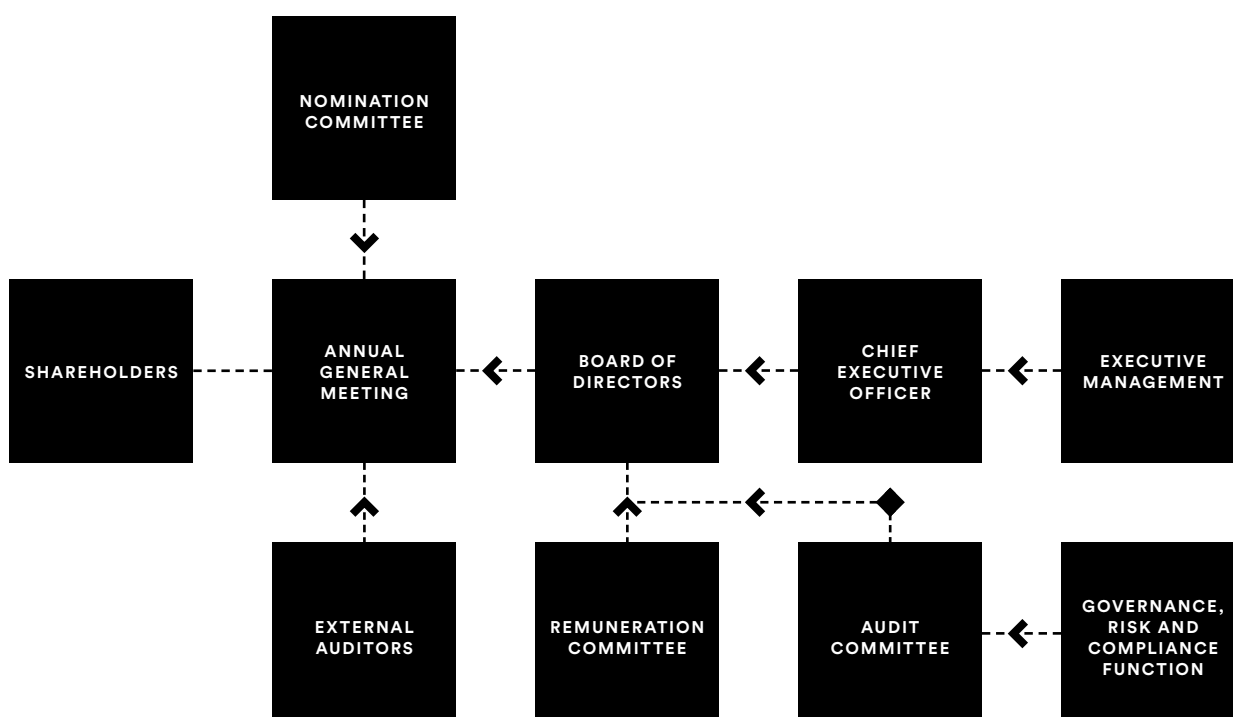 NOMINATION
COMMITTEE
SHAREHOLDERS
ANNUAL
GENERAL
MEETING
BOARD OF
DIRECTORS
CHIEF
EXECUTIVE
OFFICER
EXECUTIVE
MANAGEMENT
EXTERNAL
AUDITORS
REMUNERATION
COMMITTEE
AUDIT
COMMITTEE
GOVERNANCE,
RISK AND
COMPLIANCE
FUNCTION